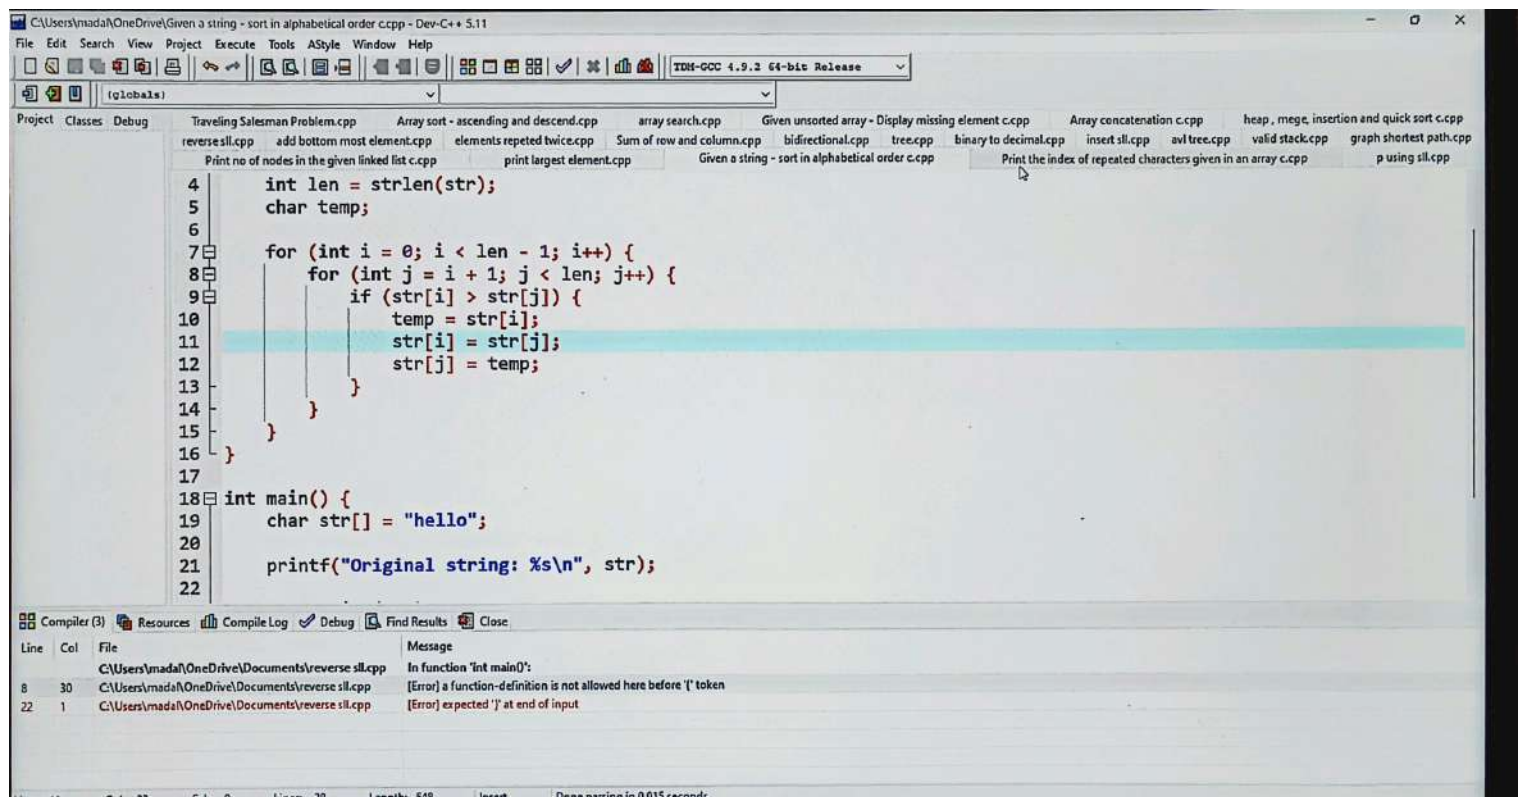 C:\Users\madal\OneDrive\Given a string - sort in alphabetical order c.cpp - Dev-C++ 5.11
File Edit Search View Project Execute Tools AStyle Window Help
TDM-GCC 4.9.2 64-bit Release
(globals)
Project Classes Debug
Traveling Salesman Problem.cpp Array sort - ascending and descend.cpp array search.cpp Given unsorted array - Display missing element c.cpp Array concatenation c.cpp heap , mege, insertion and quick sort c.cpp
reverse sll.cpp add bottom most element.cpp elements repeted twice.cpp Sum of row and column.cpp bidirectional.cpp tree.cpp binary to decimal.cpp insert sll.cpp avl tree.cpp valid stack.cpp graph shortest path.cpp
Print no of nodes in the given linked list c.cpp print largest element.cpp Given a string - sort in alphabetical order c.cpp Print the index of repeated characters given in an array c.cpp p using sll.cpp
4 int len = strlen(str);
5 char temp;
6
7 for (int i = 0; i < len - 1; i++) {
8 for (int j = i + 1; j < len; j++) {
9 if (str[i] > str[j]) {
10 temp = str[i];
11 str[i] = str[j];
12 str[j] = temp;
13 }
14 }
15 }
16 }
17
18 int main() {
19 char str[] = "hello";
20
21 printf("Original string: %s\n", str);
22
Compiler (3) Resources Compile Log Debug Find Results Close
Line Col File Message
C:\Users\madal\OneDrive\Documents\reverse sll.cpp In function 'int main()':
8 30 C:\Users\madal\OneDrive\Documents\reverse sll.cpp [Error] a function-definition is not allowed here before '{' token
22 1 C:\Users\madal\OneDrive\Documents\reverse sll.cpp [Error] expected '}' at end of input